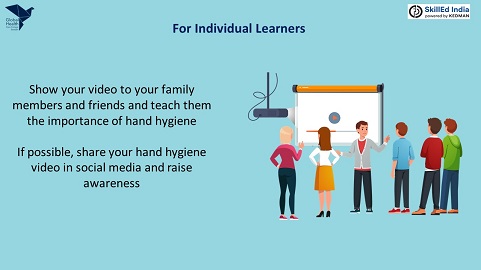 Global
Health
SkillEd India
powered by KEDMAN
For Individual Learners
Show your video to your family
members and friends and teach them
the importance of hand hygiene
If possible, share your hand hygiene
video in social media and raise
awareness